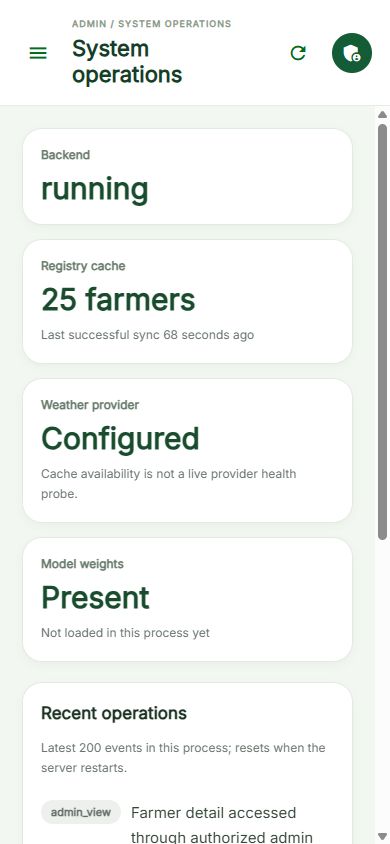 ADMIN / SYSTEM OPERATIONS
System
operations
Backend
running
Registry cache
25 farmers
Last successful sync 68 seconds ago
Weather provider
Configured
Cache availability is not a live provider health
probe.
Model weights
Present
Not loaded in this process yet
Recent operations
Latest 200 events in this process; resets when the
server restarts.
admin_view Farmer detail accessed
through authorized admin